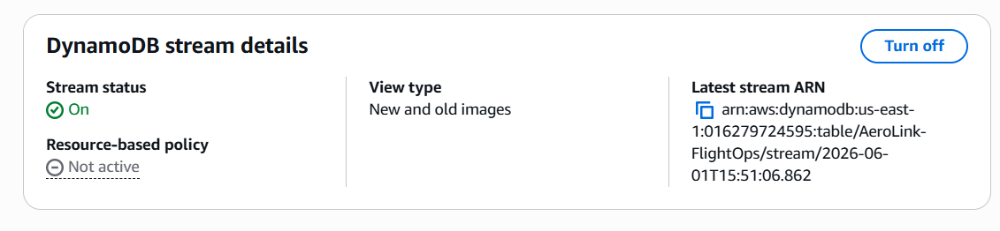 DynamoDB stream details
Turn off
Stream status
On
Resource-based policy
Not active
View type
New and old images
Latest stream ARN
arn:aws:dynamodb:us-east-
1:016279724595:table/AeroLink-
FlightOps/stream/2026-06-
01T15:51:06.862